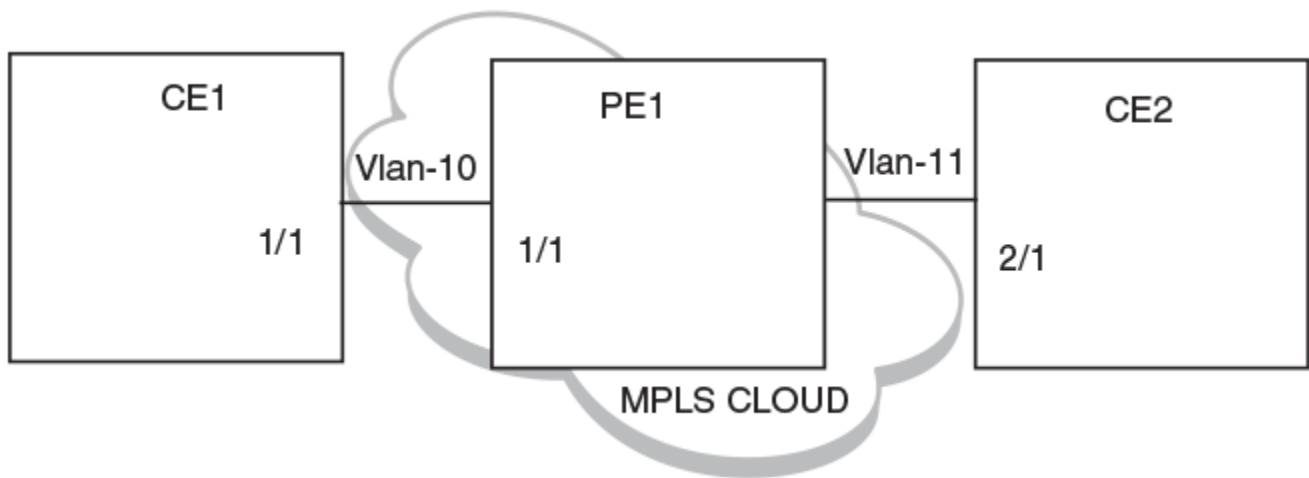 CE1
PE1
CE2
Vlan-10
Vlan-11
1/1
1/1
2/1
MPLS CLOUD